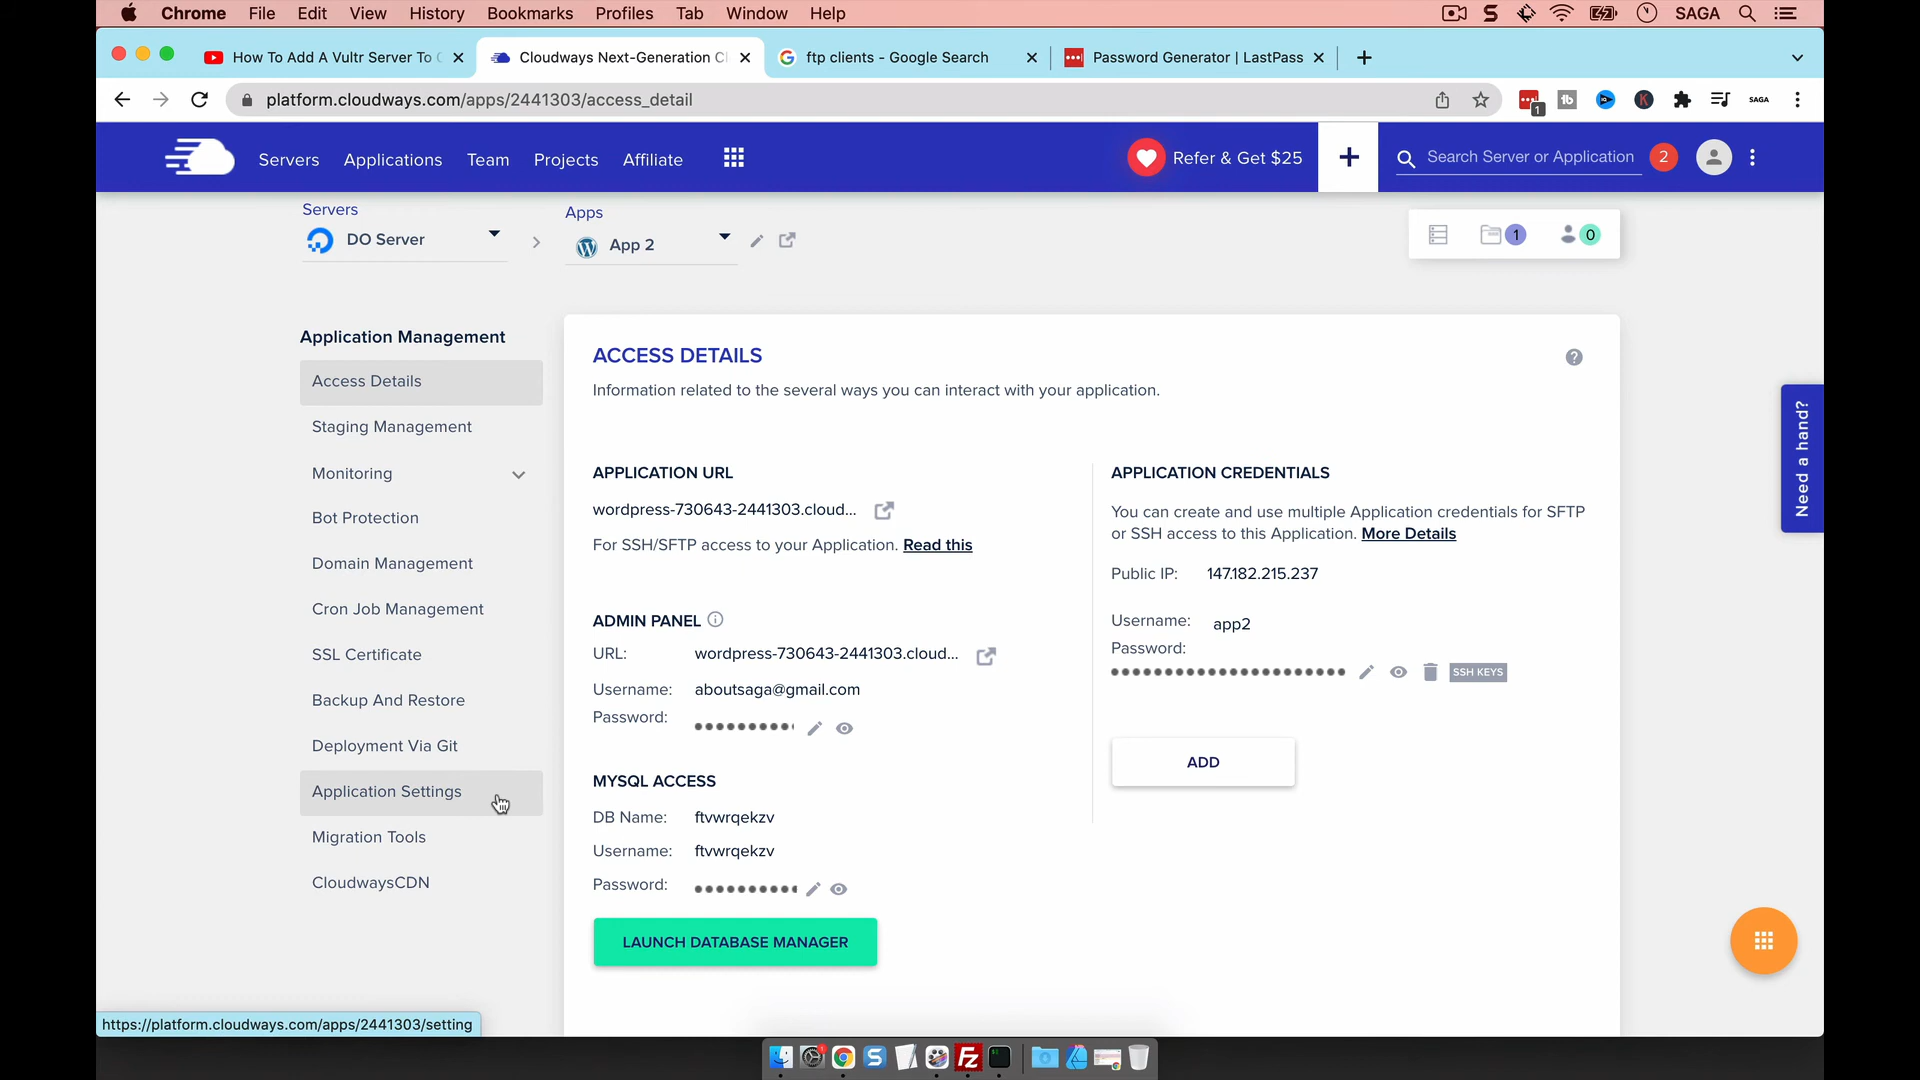 Chrome File Edit View History Bookmarks Profiles Tab Window Help SAGA
How To Add A Vultr Server To
Cloudways Next-Generation Cl
ftp clients - Google Search
Password Generator | LastPass
platform.cloudways.com/apps/2441303/access_detail
1
SAGA
Servers Applications Team Projects Affiliate
Refer & Get $25
Search Server or Application
2
Servers
DO Server
Apps
App 2
1
0
Application Management
Access Details
Staging Management
Monitoring
Bot Protection
Domain Management
Cron Job Management
SSL Certificate
Backup And Restore
Deployment Via Git
Application Settings
Migration Tools
CloudwaysCDN
ACCESS DETAILS
Information related to the several ways you can interact with your application.
APPLICATION URL
wordpress-730643-2441303.cloud...
For SSH/SFTP access to your Application. Read this
ADMIN PANEL
URL: wordpress-730643-2441303.cloud...
Username: aboutsaga@gmail.com
Password:
MYSQL ACCESS
DB Name: ftvwrqekzv
Username: ftvwrqekzv
Password:
LAUNCH DATABASE MANAGER
APPLICATION CREDENTIALS
You can create and use multiple Application credentials for SFTP
or SSH access to this Application. More Details
Public IP: 147.182.215.237
Username: app2
Password:
SSH KEYS
ADD
Need a hand?
https://platform.cloudways.com/apps/2441303/setting